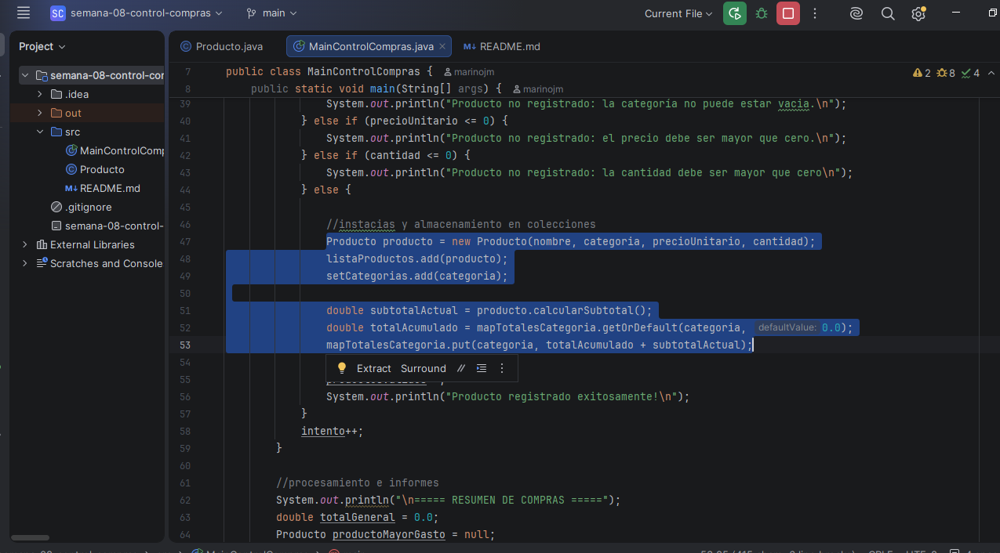 SC semana-08-control-compras main Current File
Project
Producto.java MainControlCompras.java README.md
semana-08-control-cor
.idea
out
src
MainControlComp
Producto
README.md
.gitignore
semana-08-control-
External Libraries
Scratches and Console
7 public class MainControlCompras { marinojm
2 8 4
8 public static void main(String[] args) { marinojm
39 System.out.println("Producto no registrado: la categoría no puede estar vacia.\n");
40 } else if (precioUnitario <= 0) {
41 System.out.println("Producto no registrado: el precio debe ser mayor que cero.\n");
42 } else if (cantidad <= 0) {
43 System.out.println("Producto no registrado: la cantidad debe ser mayor que cero\n");
44 } else {
45
46 //instacias y almacenamiento en colecciones
47 Producto producto = new Producto(nombre, categoria, precioUnitario, cantidad);
48 listaProductos.add(producto);
49 setCategorias.add(categoria);
50
51 double subtotalActual = producto.calcularSubtotal();
52 double totalAcumulado = mapTotalesCategoria.getOrDefault(categoria, defaultValue: 0.0);
53 mapTotalesCategoria.put(categoria, totalAcumulado + subtotalActual);
54
Extract Surround //
55
56 System.out.println("Producto registrado exitosamente!\n");
57 }
58 intento++;
59 }
60
61 //procesamiento e informes
62 System.out.println("\n===== RESUMEN DE COMPRAS =====");
63 double totalGeneral = 0.0;
64 Producto productoMayorGasto = null;